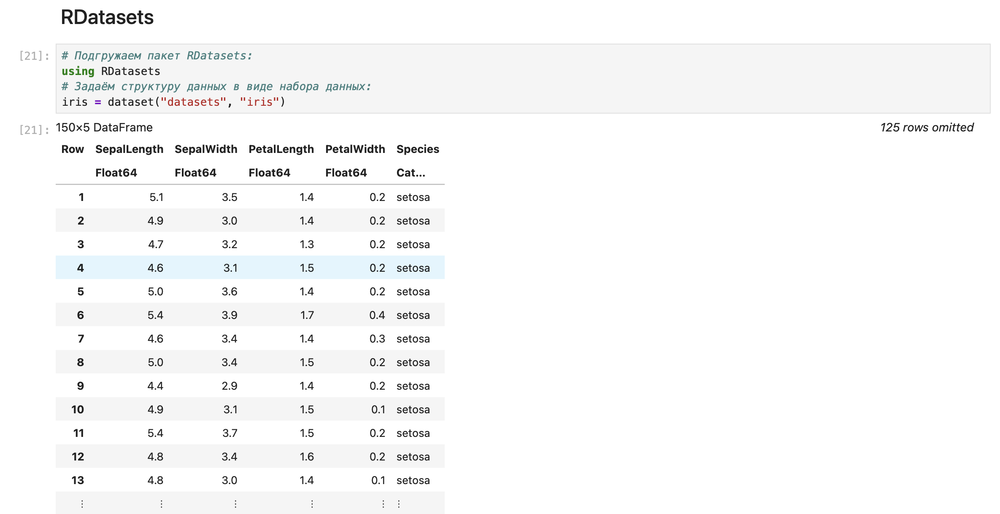 RDatasets
[21]:
# Подгружаем пакет RDatasets:
using RDatasets
# Задаём структуру данных в виде набора данных:
iris = dataset("datasets", "iris")
[21]: 150×5 DataFrame 125 rows omitted
Row SepalLength SepalWidth PetalLength PetalWidth Species
Float64 Float64 Float64 Float64 Cat…
1 5.1 3.5 1.4 0.2 setosa
2 4.9 3.0 1.4 0.2 setosa
3 4.7 3.2 1.3 0.2 setosa
4 4.6 3.1 1.5 0.2 setosa
5 5.0 3.6 1.4 0.2 setosa
6 5.4 3.9 1.7 0.4 setosa
7 4.6 3.4 1.4 0.3 setosa
8 5.0 3.4 1.5 0.2 setosa
9 4.4 2.9 1.4 0.2 setosa
10 4.9 3.1 1.5 0.1 setosa
11 5.4 3.7 1.5 0.2 setosa
12 4.8 3.4 1.6 0.2 setosa
13 4.8 3.0 1.4 0.1 setosa
⋮ ⋮ ⋮ ⋮ ⋮ ⋮